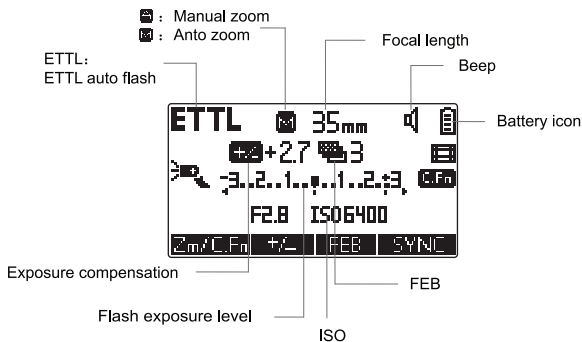 : Manual zoom
: Anto zoom
Focal length
ETTL:
ETTL auto flash
Beep
ETTL M 35mm
Battery icon
+2.7 3
-3..2..1..●..1..2..+3 C.Fn
F2.8 ISO6400
Zm/C.Fn +/- FEB SYNC
Exposure compensation
FEB
Flash exposure level
ISO